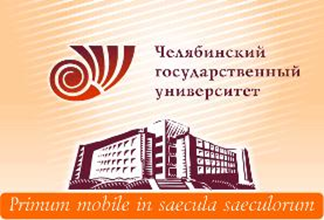 Челябинский
государственный
университет
Primum mobile in saecula saeculorum